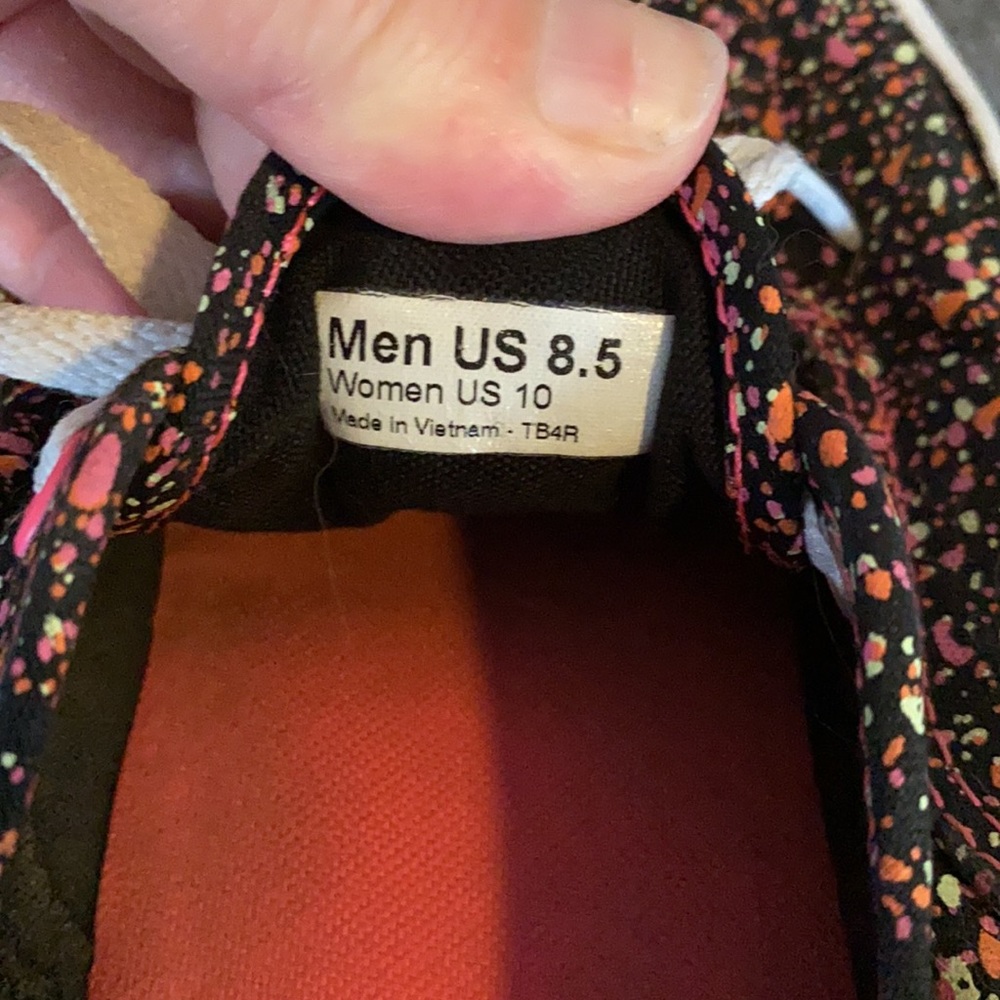 Men US 8.5
Women US 10
Made in Vietnam - TB4R